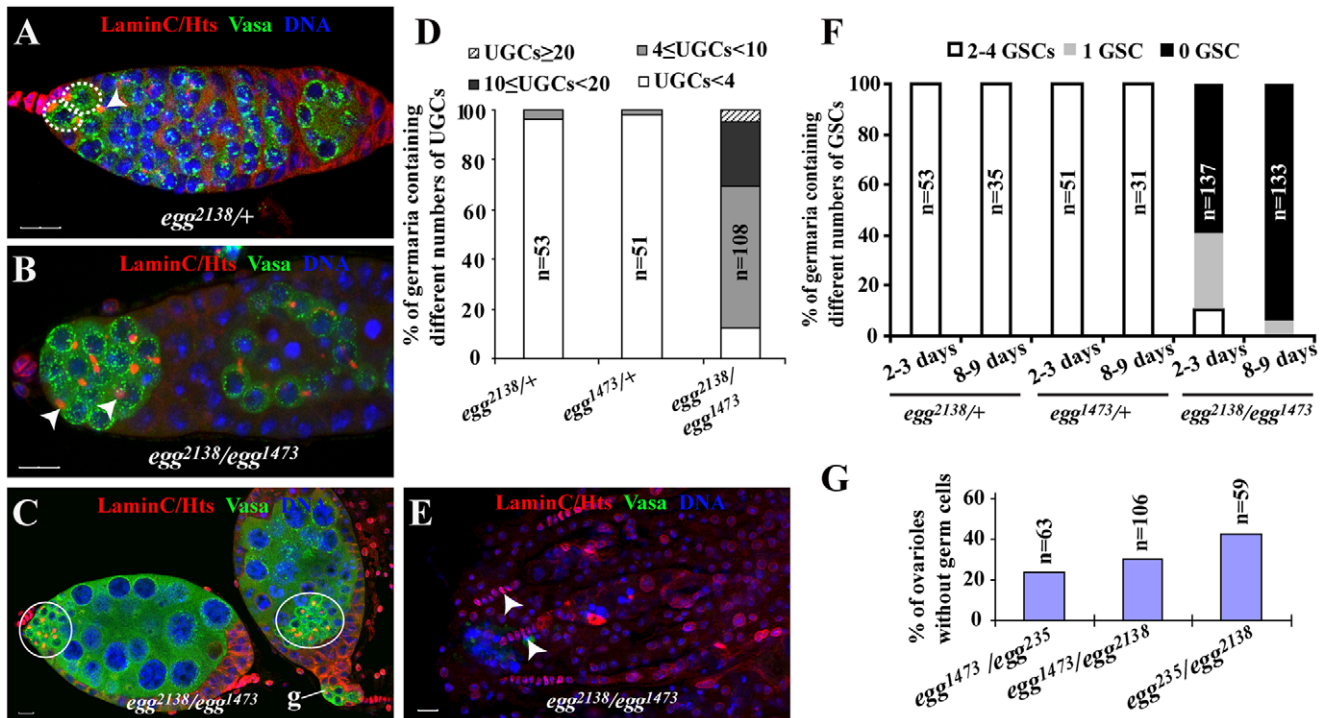 A
LaminC/Hts Vasa DNA
egg2138/+
B
LaminC/Hts Vasa DNA
egg2138/egg1473
C
LaminC/Hts Vasa DNA
egg2138/egg1473
g
D
UGCs≥20
4≤UGCs<10
10≤UGCs<20
UGCs<4
% of germaria containing
different numbers of UGCs
100
80
60
40
20
0
n=53
n=51
n=108
egg2138/+
egg1473/+
egg2138/
egg1473
E
LaminC/Hts Vasa DNA
egg2138/egg1473
F
2-4 GSCs
1 GSC
0 GSC
% of germaria containing
different numbers of GSC
100
80
60
40
20
0
n=53
n=35
n=51
n=31
n=137
n=133
2-3 days
8-9 days
2-3 days
8-9 days
2-3 days
8-9 days
egg2138/+
egg1473/+
egg2138/egg1473
G
% of ovarioles
without germ cells
60
40
20
0
n=63
n=106
n=59
egg1473 /egg235
egg1473/egg2138
egg235/egg2138